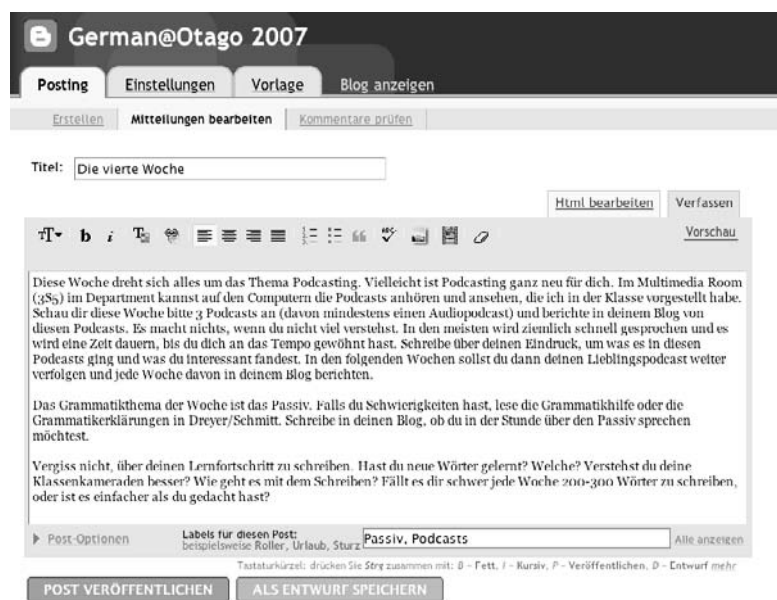 German@Otago 2007
Posting Einstellungen Vorlage Blog anzeigen
Erstellen Mitteilungen bearbeiten Kommentare prüfen
Titel: Die vierte Woche
Html bearbeiten Verfassen
T b i ABC Vorschau
Diese Woche dreht sich alles um das Thema Podcasting. Vielleicht ist Podcasting ganz neu für dich. Im Multimedia Room
(3S5) im Department kannst auf den Computern die Podcasts anhören und ansehen, die ich in der Klasse vorgestellt habe.
Schau dir diese Woche bitte 3 Podcasts an (davon mindestens einen Audiopodcast) und berichte in deinem Blog von
diesen Podcasts. Es macht nichts, wenn du nicht viel verstehst. In den meisten wird ziemlich schnell gesprochen und es
wird eine Zeit dauern, bis du dich an das Tempo gewöhnt hast. Schreibe über deinen Eindruck, um was es in diesen
Podcasts ging und was du interessant fandest. In den folgenden Wochen sollst du dann deinen Lieblingspodcast weiter
verfolgen und jede Woche davon in deinem Blog berichten.
Das Grammatikthema der Woche ist das Passiv. Falls du Schwierigkeiten hast, lese die Grammatikhilfe oder die
Grammatikerklärungen in Dreyer/Schmitt. Schreibe in deinen Blog, ob du in der Stunde über den Passiv sprechen
möchtest.
Vergiss nicht, über deinen Lernfortschritt zu schreiben. Hast du neue Wörter gelernt? Welche? Verstehst du deine
Klassenkameraden besser? Wie geht es mit dem Schreiben? Fällt es dir schwer jede Woche 200-300 Wörter zu schreiben,
oder ist es einfacher als du gedacht hast?
Post-Optionen Labels für diesen Post: Passiv, Podcasts Alle anzeigen
beispielsweise Roller, Urlaub, Sturz
Tastaturkürzel: drücken Sie Strg zusammen mit: B - Fett, I - Kursiv, P - Veröffentlichen, D - Entwurf mehr
POST VERÖFFENTLICHEN ALS ENTWURF SPEICHERN